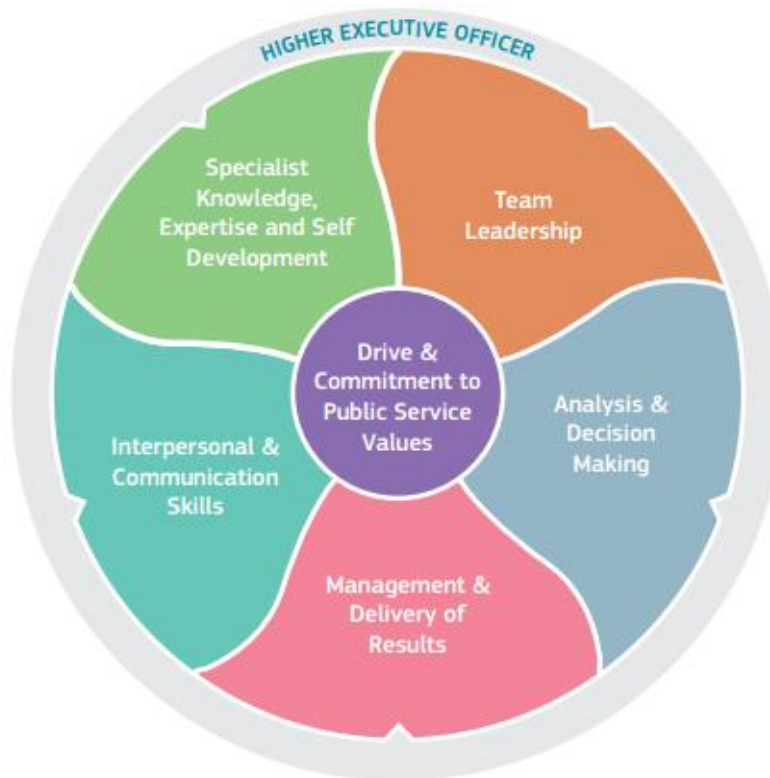 HIGHER EXECUTIVE OFFICER
Specialist
Knowledge,
Expertise and Self
Development
Team
Leadership
Drive &
Commitment to
Public Service
Values
Analysis &
Decision
Making
Interpersonal &
Communication
Skills
Management &
Delivery of
Results